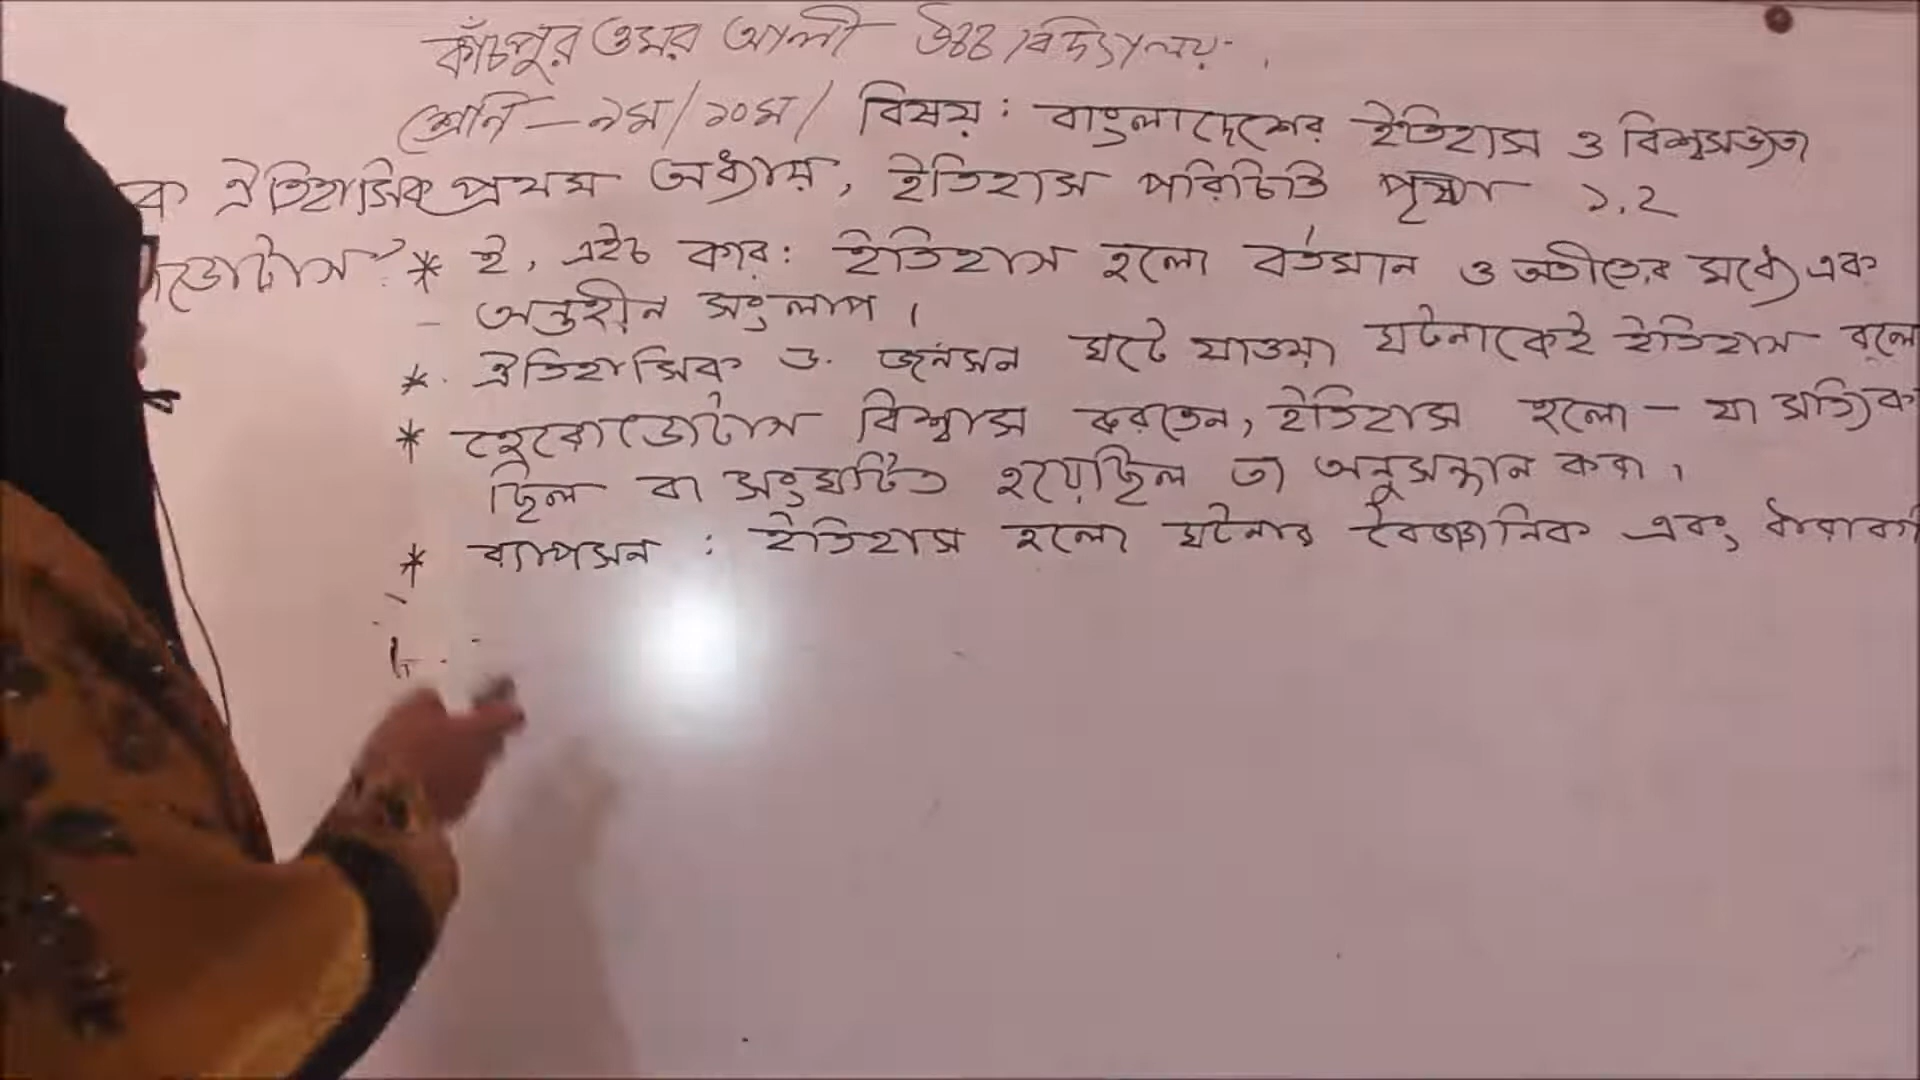 কাঁচপুর ওমর আলী উচ্চ বিদ্যালয়।
শ্রেণি - ৯ম/১০ম/ বিষয়: বাংলাদেশের ইতিহাস ও বিশ্বসভ্যতা
ক ঐতিহাসিক প্রথম অধ্যায়, ইতিহাস পরিচিতি পৃষ্ঠা ১,২
ডোটাস? * ই, এইচ কার: ইতিহাস হলো বর্তমান ও অতীতের মধ্যে এক
অন্তহীন সংলাপ।
* ঐতিহাসিক ড. জনসন ঘটে যাওয়া ঘটনাকেই ইতিহাস বলে
* হেরোডোটাস বিশ্বাস করতেন, ইতিহাস হলো - যা সত্যিকা
ছিল বা সংঘটিত হয়েছিল তা অনুসন্ধান করা।
* র‍্যাপসন : ইতিহাস হলো ঘটনার বৈজ্ঞানিক এবং ধারাবা